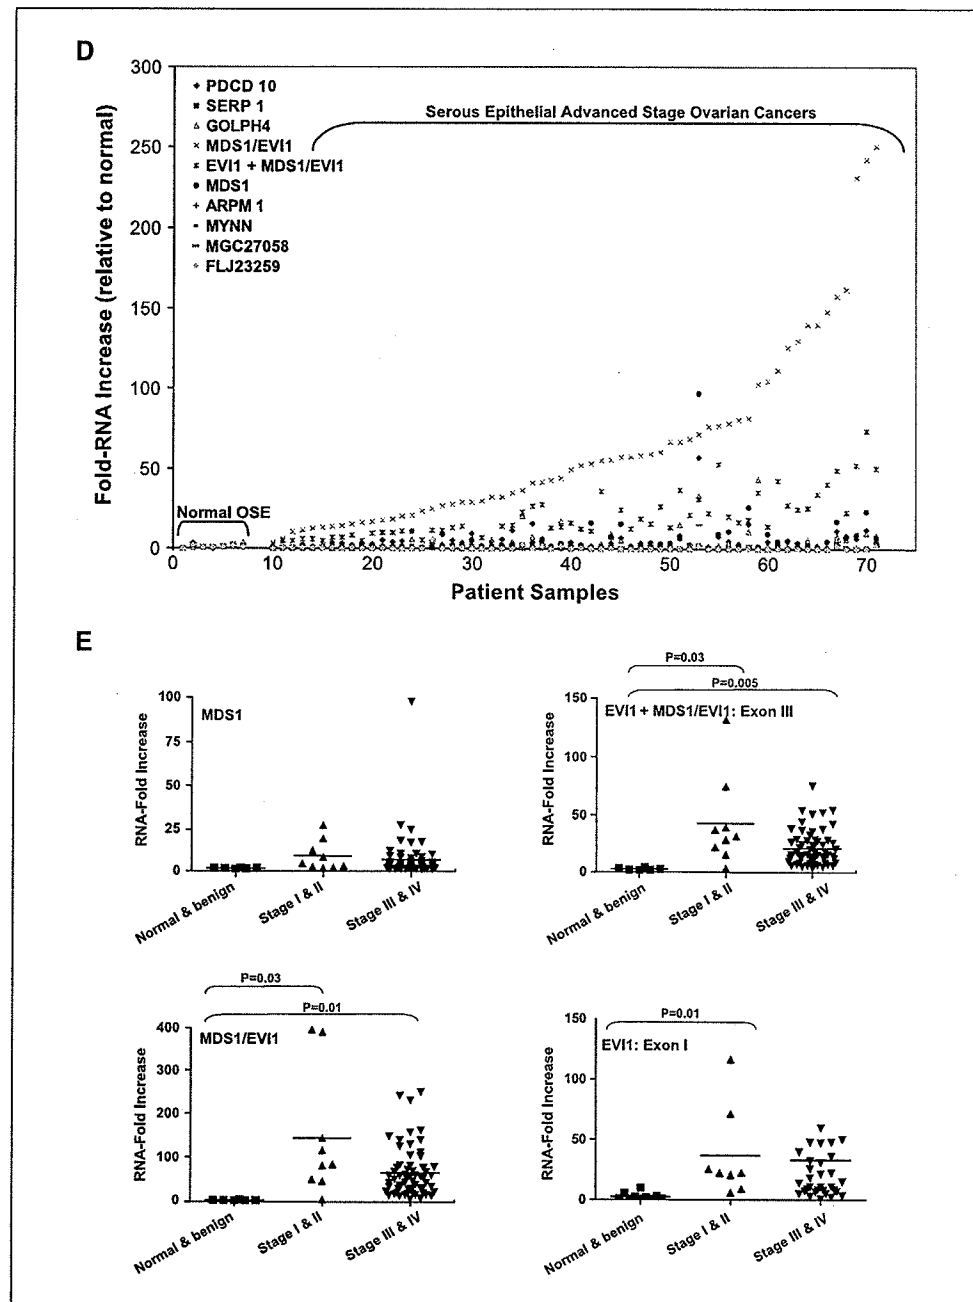 D
300
250
200
150
100
50
0
Fold-RNA Increase (relative to normal)
PDCD 10
SERP 1
GOLPH4
MDS1/EVI1
EVI1 + MDS1/EVI1
MDS1
ARPM 1
MYNN
MGC27058
FLJ23259
Serous Epithelial Advanced Stage Ovarian Cancers
Normal OSE
0 10 20 30 40 50 60 70
Patient Samples
E
MDS1
100
75
50
25
0
RNA-Fold Increase
Normal & benign
Stage I & II
Stage III & IV
P=0.03
P=0.005
EVI1 + MDS1/EVI1: Exon III
150
100
50
0
RNA-Fold Increase
Normal & benign
Stage I & II
Stage III & IV
P=0.03
P=0.01
MDS1/EVI1
400
300
200
100
0
RNA-Fold Increase
Normal & benign
Stage I & II
Stage III & IV
P=0.01
EVI1: Exon I
150
100
50
0
RNA-Fold Increase
Normal & benign
Stage I & II
Stage III & IV